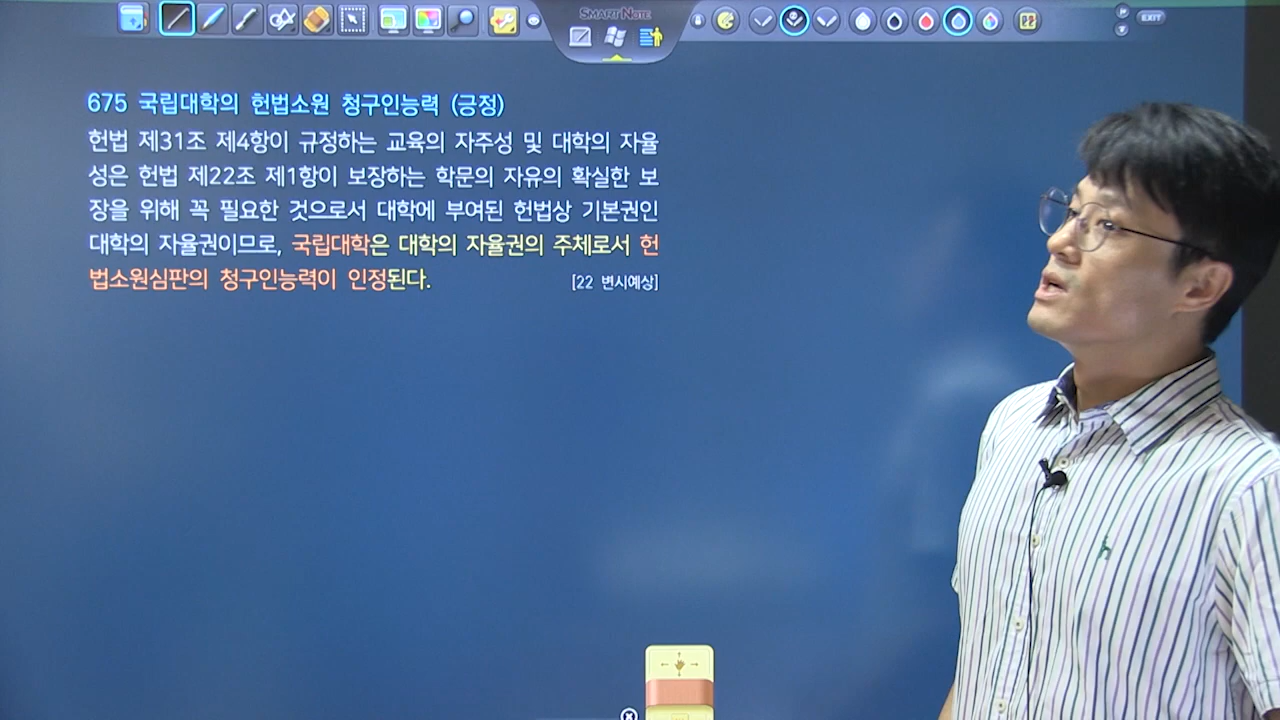 SMART NOTE
EXIT
675 국립대학의 헌법소원 청구인능력 (긍정)
헌법 제31조 제4항이 규정하는 교육의 자주성 및 대학의 자율
성은 헌법 제22조 제1항이 보장하는 학문의 자유의 확실한 보
장을 위해 꼭 필요한 것으로서 대학에 부여된 헌법상 기본권인
대학의 자율권이므로, 국립대학은 대학의 자율권의 주체로서 헌
법소원심판의 청구인능력이 인정된다.
[22 변시예상]